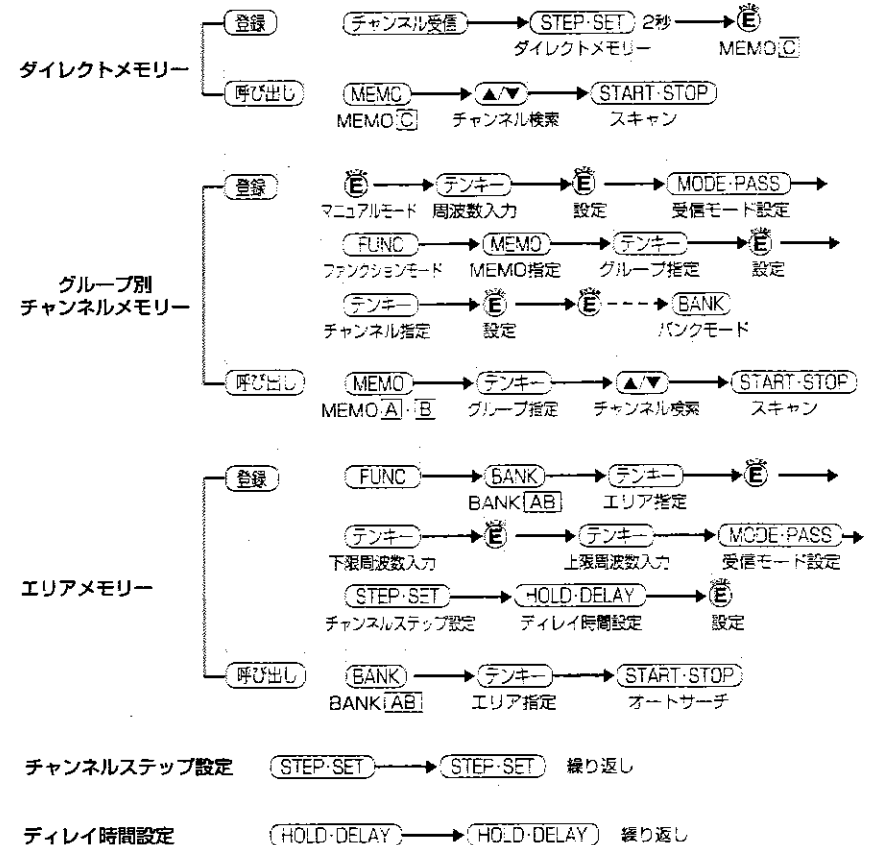 登録 チャンネル受信 STEP·SET 2秒 E
ダイレクトメモリー MEMO C
ダイレクトメモリー
呼び出し MEMO ▲/▼ START·STOP
MEMO C チャンネル検索 スキャン
登録 E テンキー E MODE·PASS
マニュアルモード 周波数入力 設定 受信モード設定
FUNC MEMO テンキー E
ファンクションモード MEMO指定 グループ指定 設定
グループ別
チャンネルメモリー
テンキー E E BANK
チャンネル指定 設定 バンクモード
呼び出し MEMO テンキー ▲/▼ START·STOP
MEMO A · B グループ指定 チャンネル検索 スキャン
登録 FUNC BANK テンキー E
BANK AB エリア指定
テンキー E テンキー MODE·PASS
下限周波数入力 上限周波数入力 受信モード設定
エリアメモリー
STEP·SET HOLD·DELAY E
チャンネルステップ設定 ディレイ時間設定 設定
呼び出し BANK テンキー START·STOP
BANK AB エリア指定 オートサーチ
チャンネルステップ設定 STEP·SET STEP·SET 繰り返し
ディレイ時間設定 HOLD·DELAY HOLD·DELAY 繰り返し